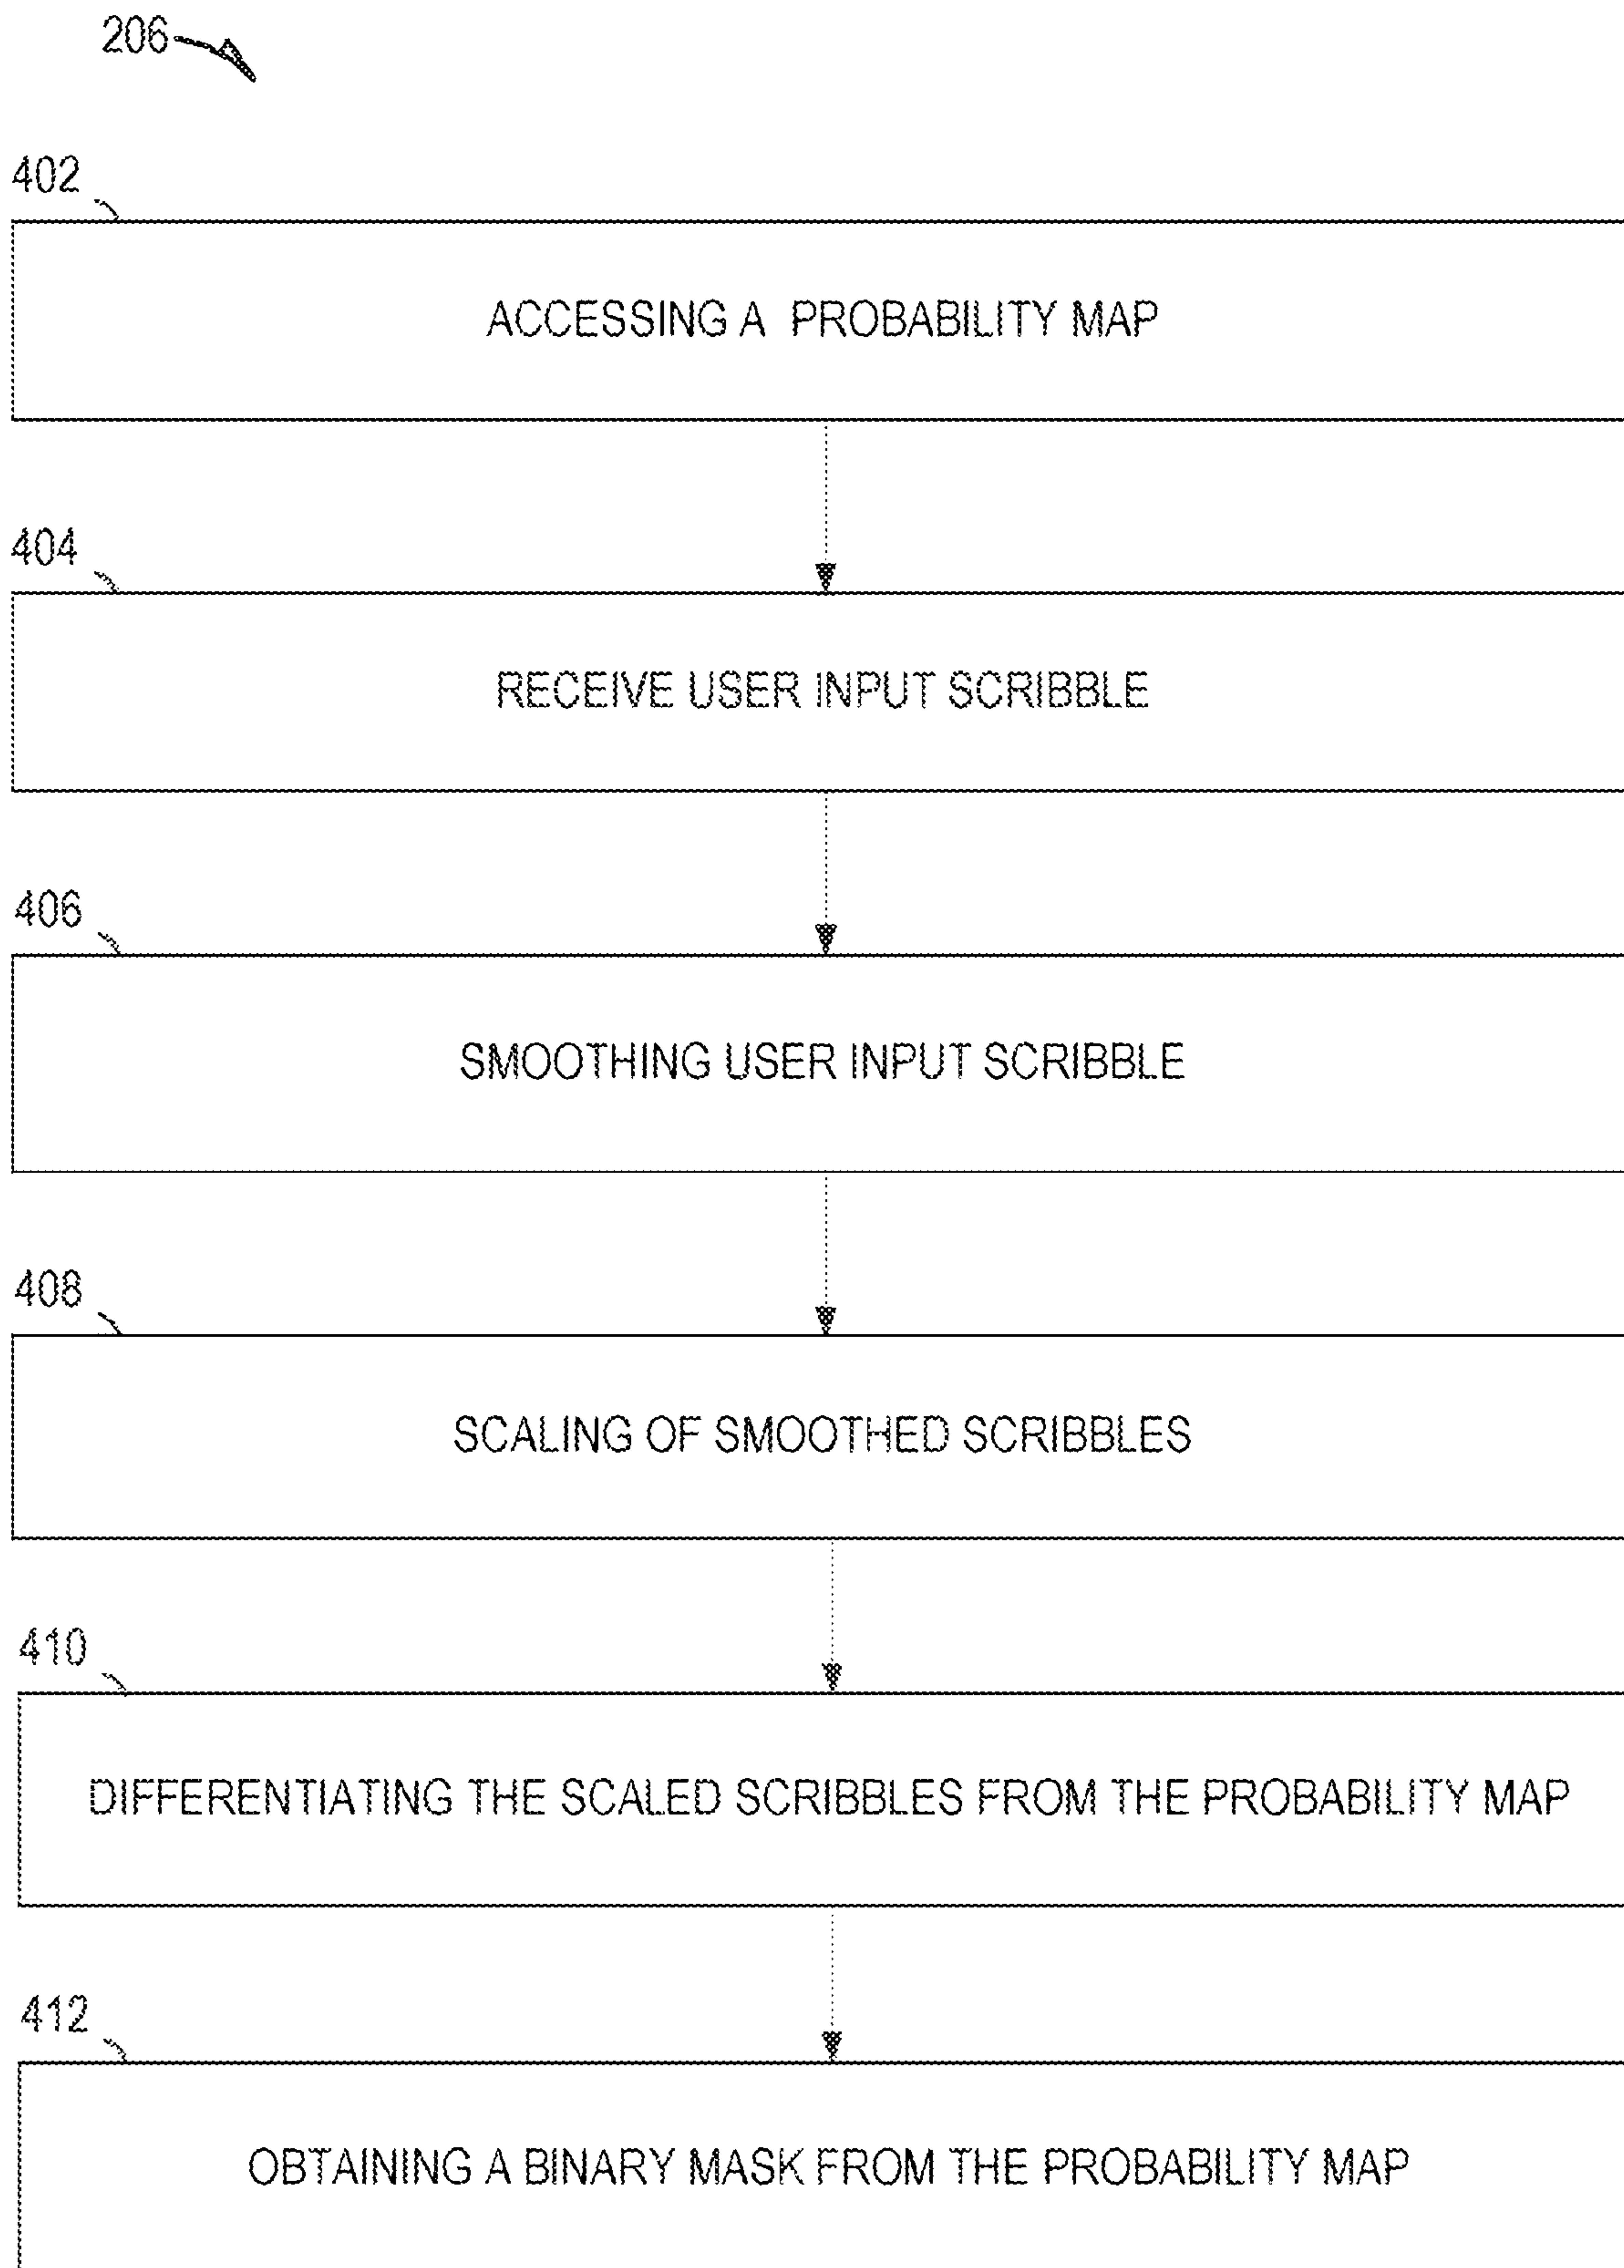 206
402
ACCESSING A PROBABILITY MAP
404
RECEIVE USER INPUT SCRIBBLE
406
SMOOTHING USER INPUT SCRIBBLE
408
SCALING OF SMOOTHED SCRIBBLES
410
DIFFERENTIATING THE SCALED SCRIBBLES FROM THE PROBABILITY MAP
412
OBTAINING A BINARY MASK FROM THE PROBABILITY MAP